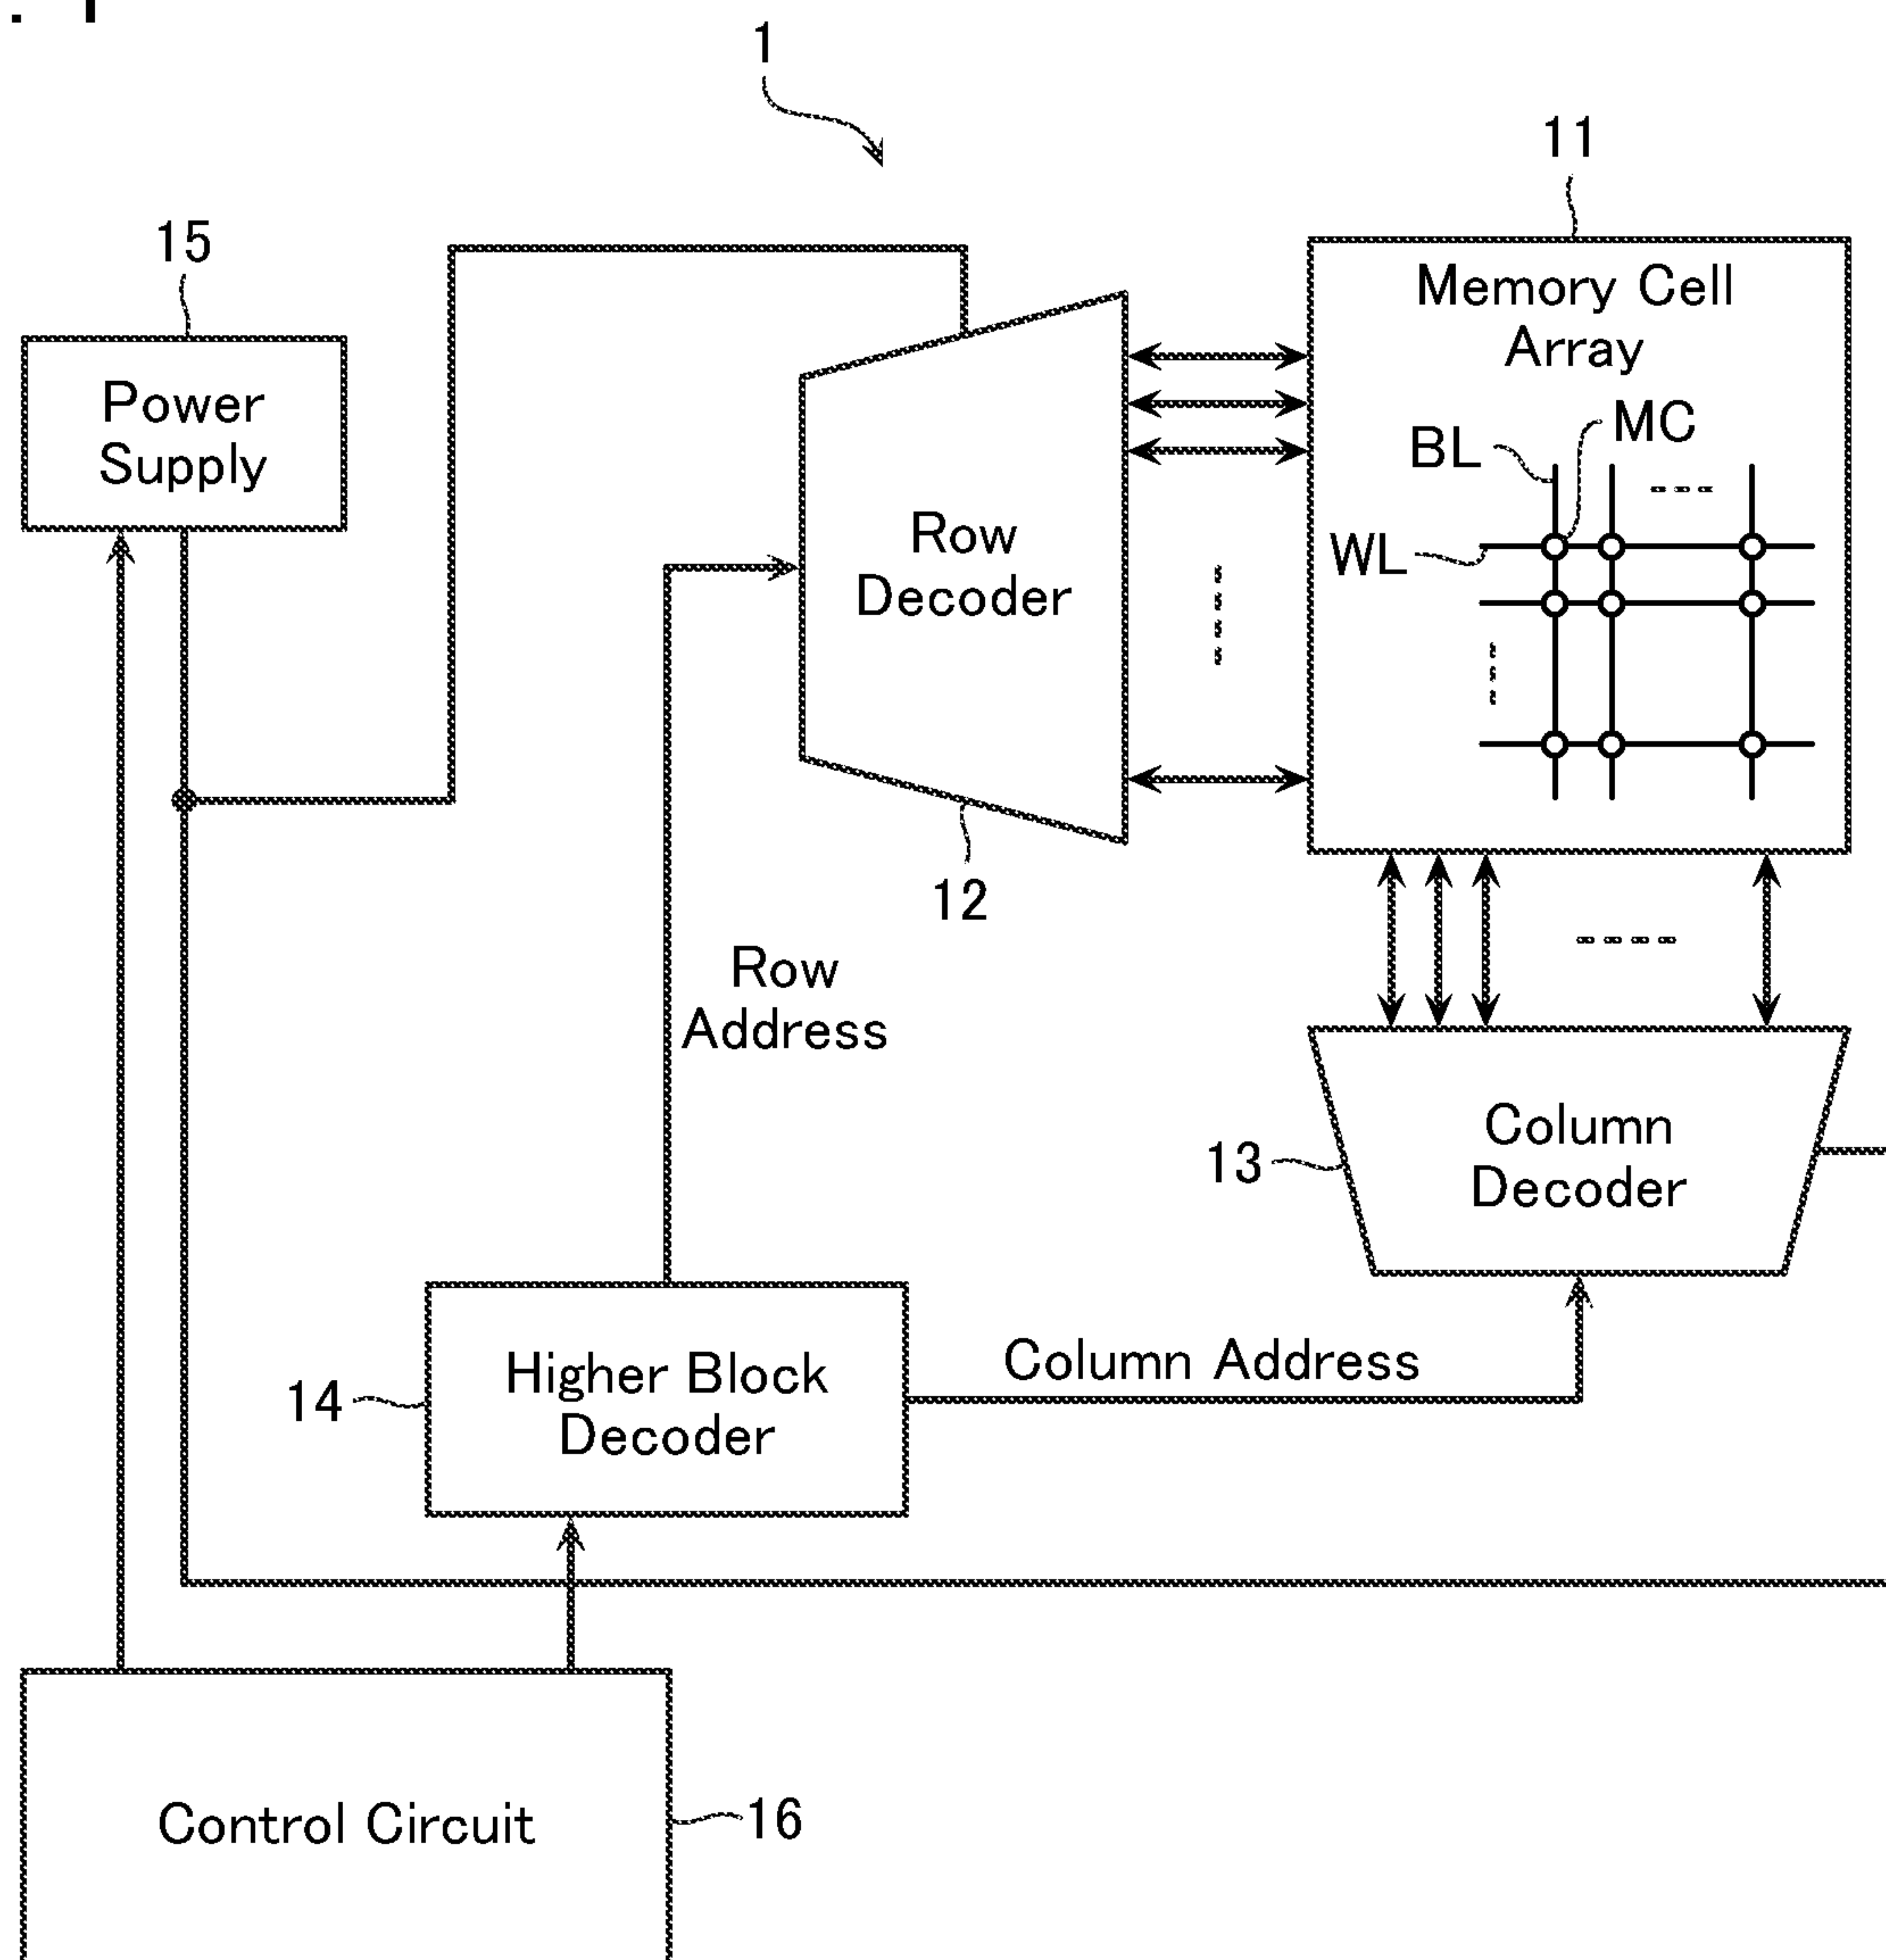 . 1
1
11
15
Memory Cell
Array
Power
Supply
BL
MC
WL
Row
Decoder
12
Row
Address
Column
Decoder
13
Higher Block
Decoder
14
Column Address
Control Circuit
16